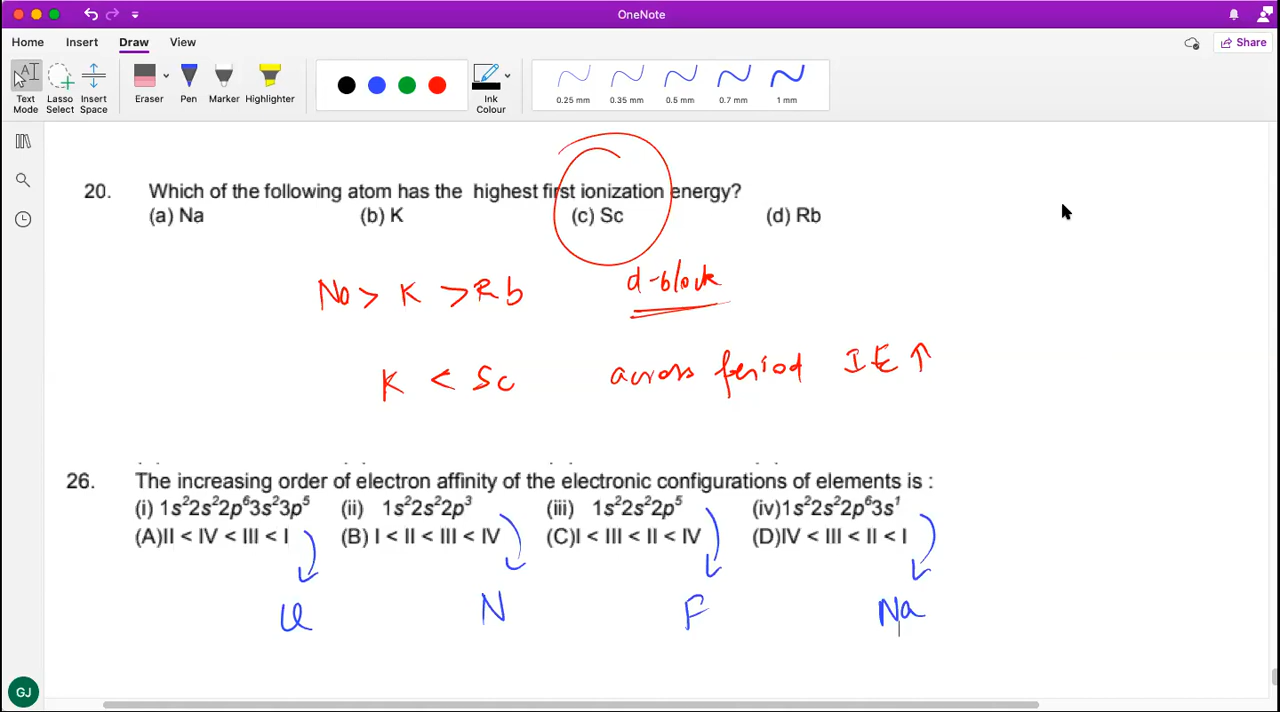 OneNote
Home Insert Draw View
Share
Text Mode
Lasso Select
Insert Space
Eraser
Pen
Marker
Highlighter
Ink Colour
0.25 mm 0.35 mm 0.5 mm 0.7 mm 1 mm
20. Which of the following atom has the highest first ionization energy?
(a) Na (b) K (c) Sc (d) Rb
Na > K > Rb d-block
K < Sc across period IE ↑
26. The increasing order of electron affinity of the electronic configurations of elements is :
(i) 1s²2s²2p⁶3s²3p⁵ (ii) 1s²2s²2p³ (iii) 1s²2s²2p⁵ (iv)1s²2s²2p⁶3s¹
(A)II < IV < III < I (B) I < II < III < IV (C)I < III < II < IV (D)IV < III < II < I
Cl N F Na
GJ